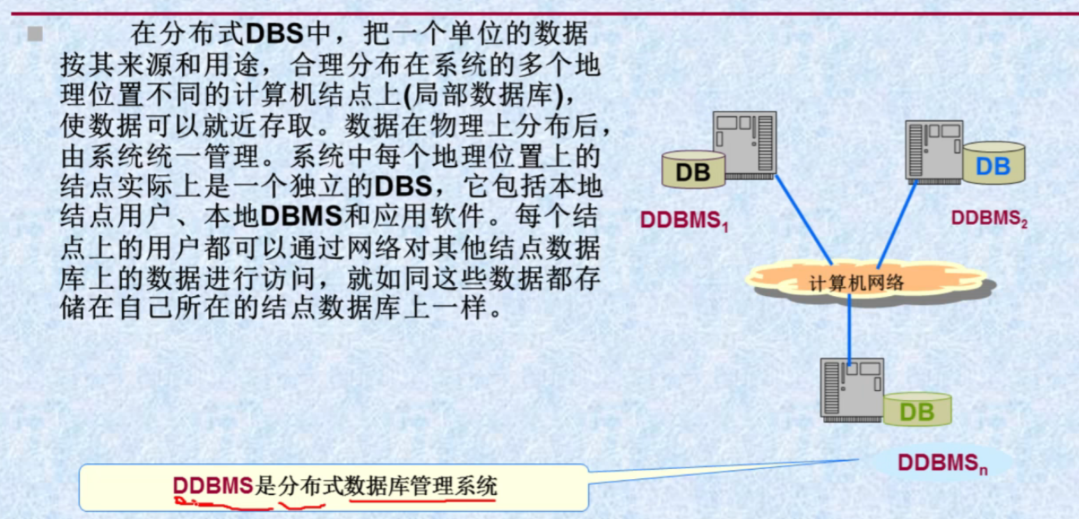 在分布式DBS中，把一个单位的数据
按其来源和用途，合理分布在系统的多个地
理位置不同的计算机结点上(局部数据库)，
使数据可以就近存取。数据在物理上分布后，
由系统统一管理。系统中每个地理位置上的
结点实际上是一个独立的DBS，它包括本地
结点用户、本地DBMS和应用软件。每个结
点上的用户都可以通过网络对其他结点数据
库上的数据进行访问，就如同这些数据都存
储在自己所在的结点数据库上一样。
DB
DB
DDBMS1
DDBMS2
计算机网络
DB
DDBMSn
DDBMS是分布式数据库管理系统